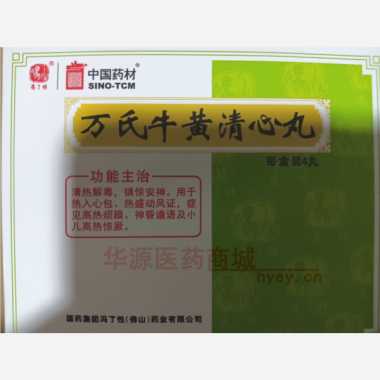 中国药材
SINO-TCM
冯了性
万氏牛黄清心丸
每盒装4丸
功能主治
清热解毒，镇惊安神。用于
热入心包、热盛动风证，症
见高热烦躁、神昏谵语及小
儿高热惊厥。
华源医药商城
hyey.cn
国药集团冯了性(佛山)药业有限公司